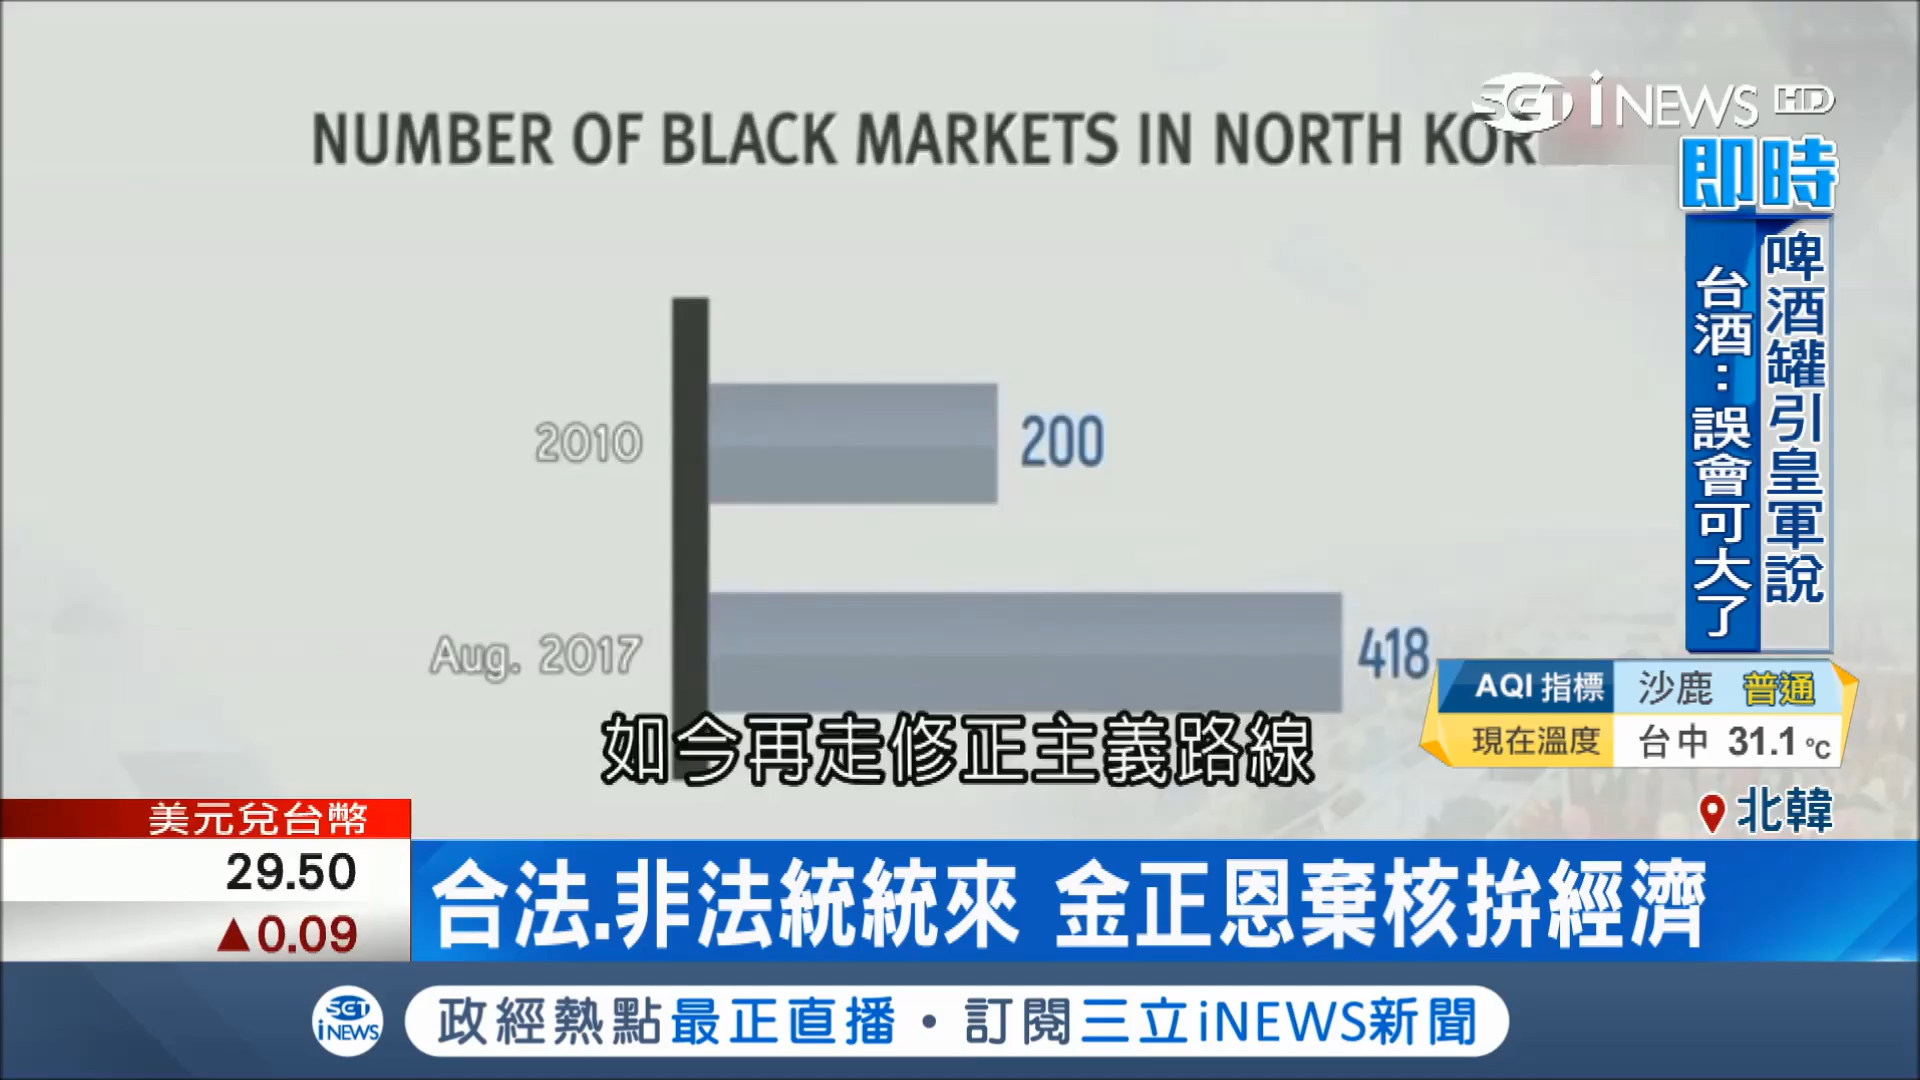 NUMBER OF BLACK MARKETS IN NORTH KOR
SET iNEWS HD
即時
啤酒罐引皇軍說
台酒：誤會可大了
2010
200
Aug. 2017
418
AQI 指標 沙鹿 普通
現在溫度 台中 31.1 °C
如今再走修正主義路線
北韓
美元兌台幣
29.50
▲0.09
合法.非法統統來 金正恩棄核拚經濟
SET iNEWS
政經熱點最正直播・訂閱三立iNEWS新聞